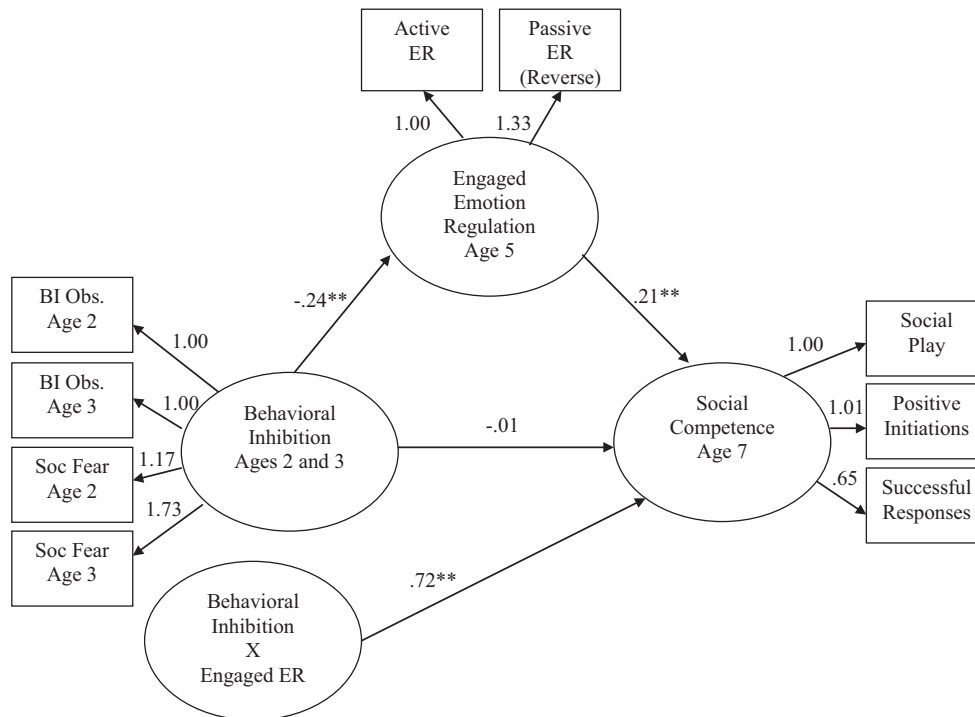 Active
ER
Passive
ER
(Reverse)
1.00
1.33
Engaged
Emotion
Regulation
Age 5
-.24**
.21**
BI Obs.
Age 2
BI Obs.
Age 3
Soc Fear
Age 2
Soc Fear
Age 3
1.00
1.00
1.17
1.73
Behavioral
Inhibition
Ages 2 and 3
-.01
Social
Competence
Age 7
1.00
1.01
.65
Social
Play
Positive
Initiations
Successful
Responses
Behavioral
Inhibition
X
Engaged ER
.72**